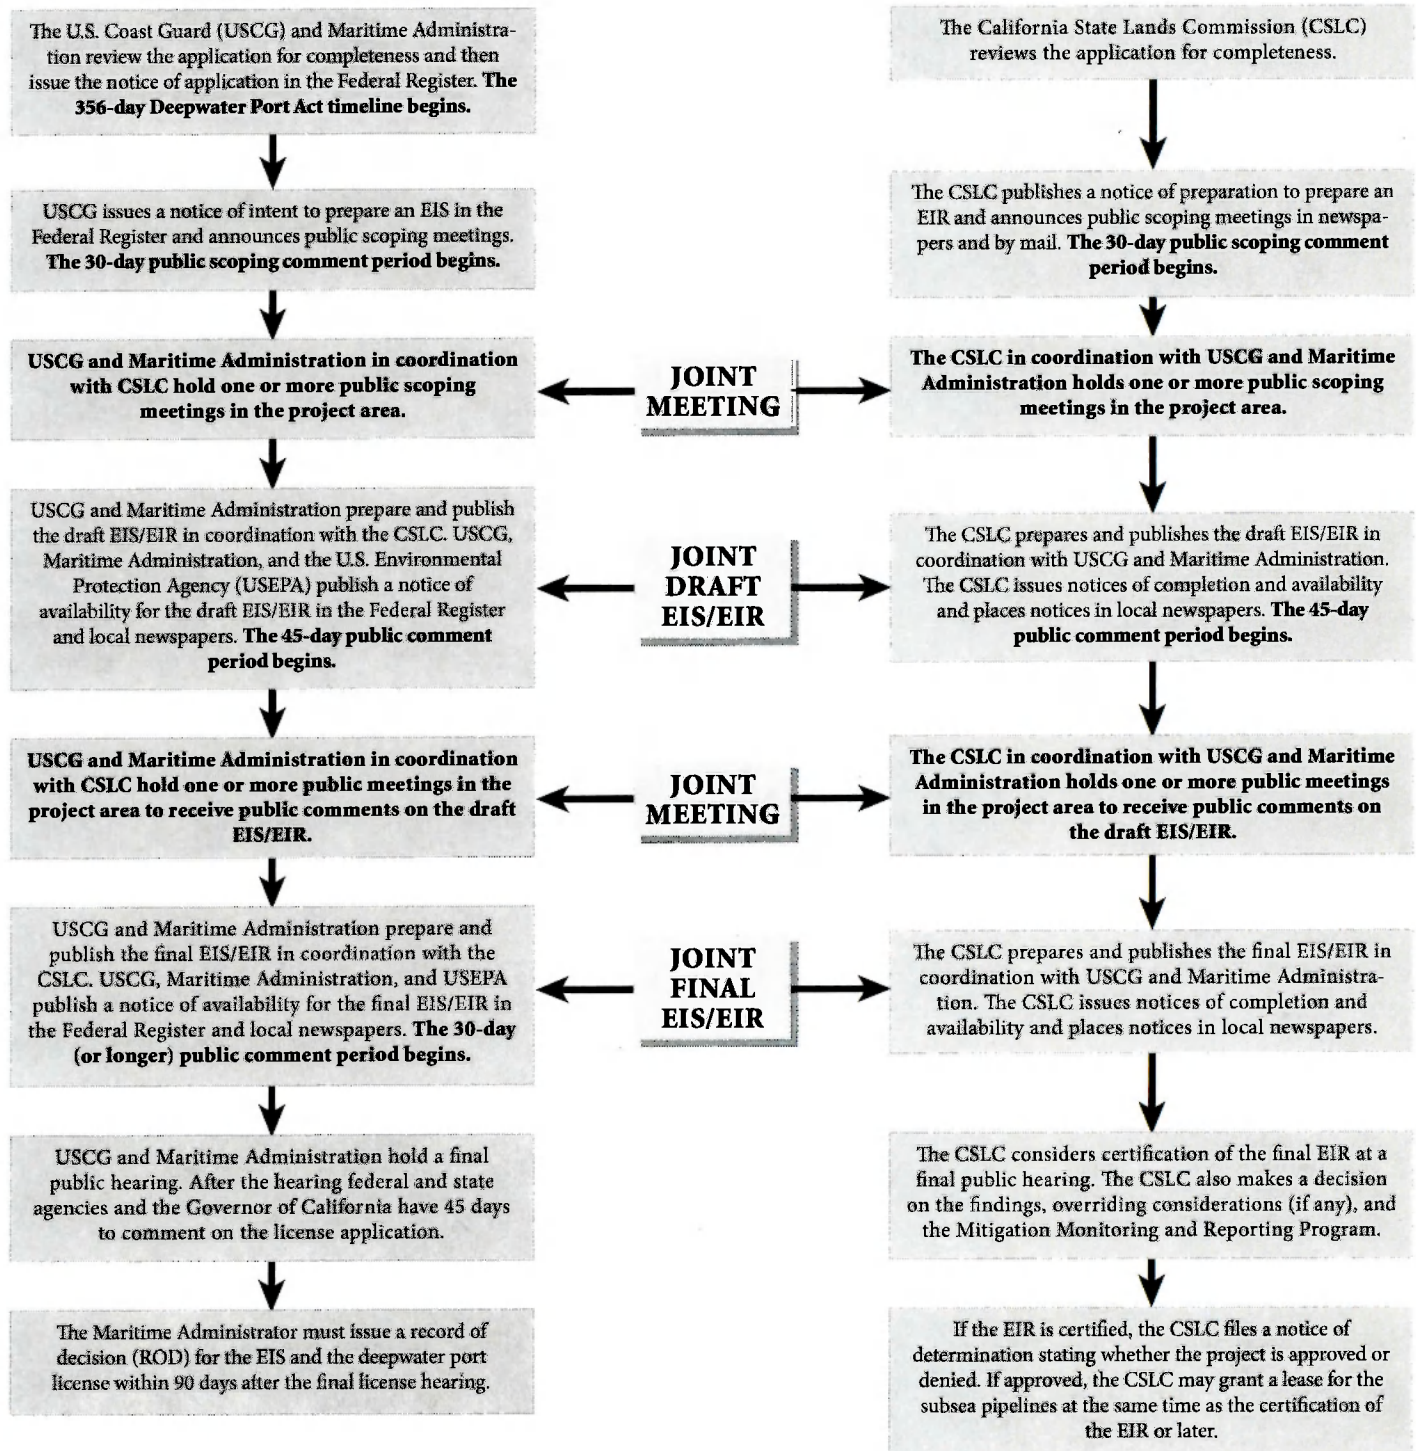 The U.S. Coast Guard (USCG) and Maritime Administra-
tion review the application for completeness and then
issue the notice of application in the Federal Register. The
356-day Deepwater Port Act timeline begins.
USCG issues a notice of intent to prepare an EIS in the
Federal Register and announces public scoping meetings.
The 30-day public scoping comment period begins.
USCG and Maritime Administration in coordination
with CSLC hold one or more public scoping
meetings in the project area.
USCG and Maritime Administration prepare and publish
the draft EIS/EIR in coordination with the CSLC. USCG,
Maritime Administration, and the U.S. Environmental
Protection Agency (USEPA) publish a notice of
availability for the draft EIS/EIR in the Federal Register
and local newspapers. The 45-day public comment
period begins.
USCG and Maritime Administration in coordination
with CSLC hold one or more public meetings in the
project area to receive public comments on the draft
EIS/EIR.
USCG and Maritime Administration prepare and
publish the final EIS/EIR in coordination with the
CSLC. USCG, Maritime Administration, and USEPA
publish a notice of availability for the final EIS/EIR in
the Federal Register and local newspapers. The 30-day
(or longer) public comment period begins.
USCG and Maritime Administration hold a final
public hearing. After the hearing federal and state
agencies and the Governor of California have 45 days
to comment on the license application.
The Maritime Administrator must issue a record of
decision (ROD) for the EIS and the deepwater port
license within 90 days after the final license hearing.
JOINT
MEETING
JOINT
DRAFT
EIS/EIR
JOINT
MEETING
JOINT
FINAL
EIS/EIR
The California State Lands Commission (CSLC)
reviews the application for completeness.
The CSLC publishes a notice of preparation to prepare an
EIR and announces public scoping meetings in newspa-
pers and by mail. The 30-day public scoping comment
period begins.
The CSLC in coordination with USCG and Maritime
Administration holds one or more public scoping
meetings in the project area.
The CSLC prepares and publishes the draft EIS/EIR in
coordination with USCG and Maritime Administration.
The CSLC issues notices of completion and availability
and places notices in local newspapers. The 45-day
public comment period begins.
The CSLC in coordination with USCG and Maritime
Administration holds one or more public meetings
in the project area to receive public comments on
the draft EIS/EIR.
The CSLC prepares and publishes the final EIS/EIR in
coordination with USCG and Maritime Administra-
tion. The CSLC issues notices of completion and
availability and places notices in local newspapers.
The CSLC considers certification of the final EIR at a
final public hearing. The CSLC also makes a decision
on the findings, overriding considerations (if any), and
the Mitigation Monitoring and Reporting Program.
If the EIR is certified, the CSLC files a notice of
determination stating whether the project is approved or
denied. If approved, the CSLC may grant a lease for the
subsea pipelines at the same time as the certification of
the EIR or later.